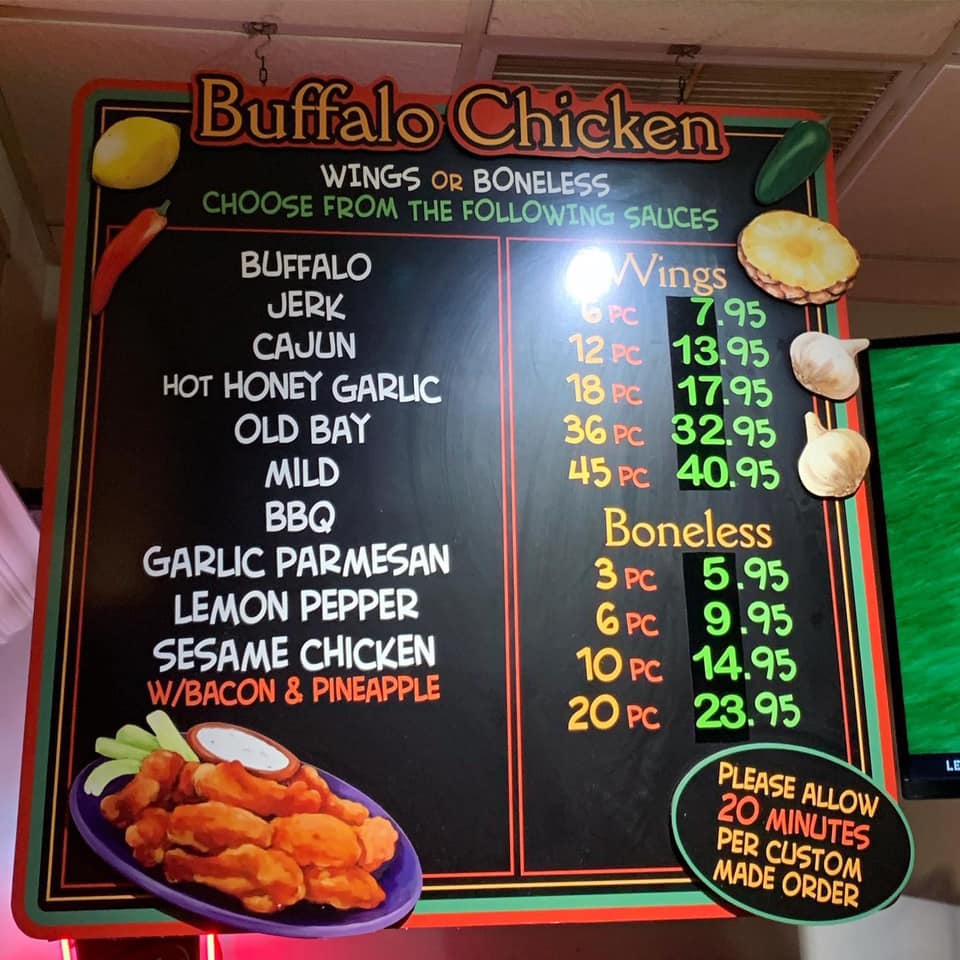 Buffalo Chicken
WINGS OR BONELESS
CHOOSE FROM THE FOLLOWING SAUCES
BUFFALO
JERK
CAJUN
HOT HONEY GARLIC
OLD BAY
MILD
BBQ
GARLIC PARMESAN
LEMON PEPPER
SESAME CHICKEN
W/BACON & PINEAPPLE
Wings
6 PC 7.95
12 PC 13.95
18 PC 17.95
36 PC 32.95
45 PC 40.95
Boneless
3 PC 5.95
6 PC 9.95
10 PC 14.95
20 PC 23.95
PLEASE ALLOW
20 MINUTES
PER CUSTOM
MADE ORDER